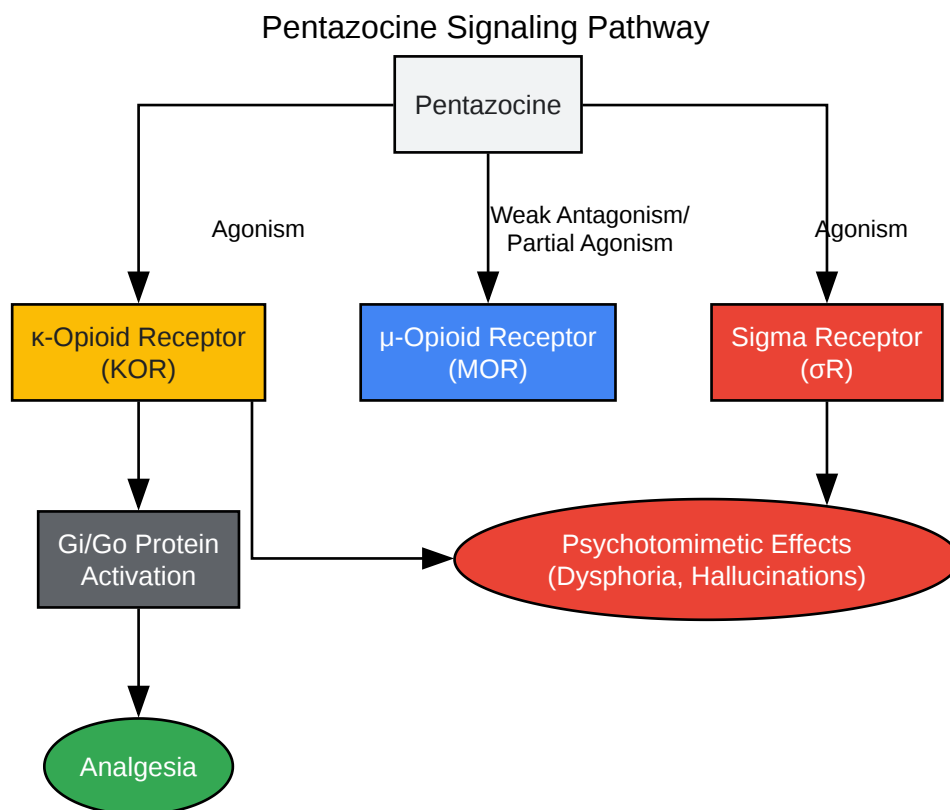 Pentazocine Signaling Pathway
Pentazocine
Agonism
Weak Antagonism/
Partial Agonism
Agonism
κ-Opioid Receptor
(KOR)
μ-Opioid Receptor
(MOR)
Sigma Receptor
(σR)
Gi/Go Protein
Activation
Psychotomimetic Effects
(Dysphoria, Hallucinations)
Analgesia